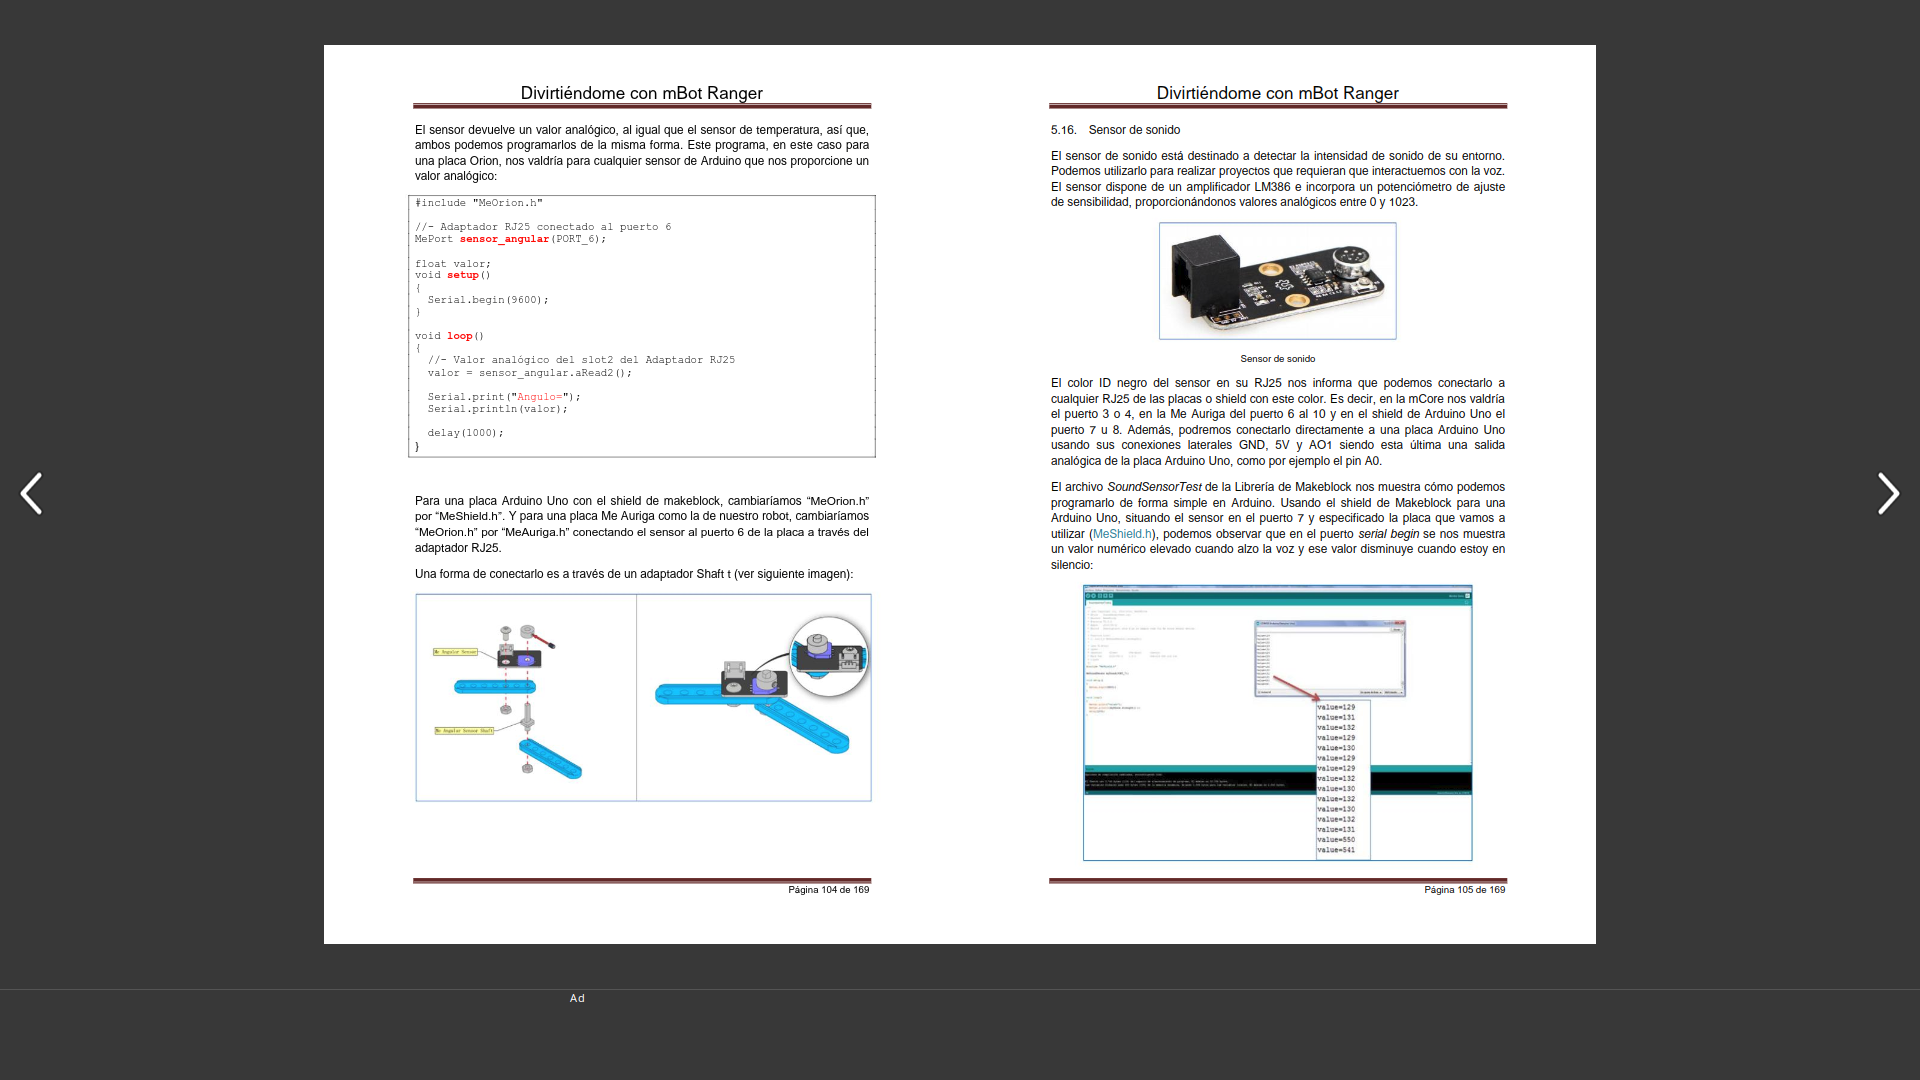 Divirtiéndome con mBot Ranger
El sensor devuelve un valor analógico, al igual que el sensor de temperatura, así que,
ambos podemos programarlos de la misma forma. Este programa, en este caso para
una placa Orion, nos valdría para cualquier sensor de Arduino que nos proporcione un
valor analógico:
#include "MeOrion.h"
//- Adaptador RJ25 conectado al puerto 6
MePort sensor_angular(PORT_6);
float valor;
void setup()
{
Serial.begin(9600);
}
void loop()
{
//- Valor analógico del slot2 del Adaptador RJ25
valor = sensor_angular.aRead2();
Serial.print("Angulo=");
Serial.println(valor);
delay(1000);
}
Para una placa Arduino Uno con el shield de makeblock, cambiaríamos “MeOrion.h”
por “MeShield.h”. Y para una placa Me Auriga como la de nuestro robot, cambiaríamos
“MeOrion.h” por “MeAuriga.h” conectando el sensor al puerto 6 de la placa a través del
adaptador RJ25.
Una forma de conectarlo es a través de un adaptador Shaft t (ver siguiente imagen):
Me Angular Sensor
Me Angular Sensor Shaft
Página 104 de 169
Divirtiéndome con mBot Ranger
5.16. Sensor de sonido
El sensor de sonido está destinado a detectar la intensidad de sonido de su entorno.
Podemos utilizarlo para realizar proyectos que requieran que interactuemos con la voz.
El sensor dispone de un amplificador LM386 e incorpora un potenciómetro de ajuste
de sensibilidad, proporcionándonos valores analógicos entre 0 y 1023.
Sensor de sonido
El color ID negro del sensor en su RJ25 nos informa que podemos conectarlo a
cualquier RJ25 de las placas o shield con este color. Es decir, en la mCore nos valdría
el puerto 3 o 4, en la Me Auriga del puerto 6 al 10 y en el shield de Arduino Uno el
puerto 7 u 8. Además, podremos conectarlo directamente a una placa Arduino Uno
usando sus conexiones laterales GND, 5V y AO1 siendo esta última una salida
analógica de la placa Arduino Uno, como por ejemplo el pin A0.
El archivo SoundSensorTest de la Librería de Makeblock nos muestra cómo podemos
programarlo de forma simple en Arduino. Usando el shield de Makeblock para una
Arduino Uno, situando el sensor en el puerto 7 y especificado la placa que vamos a
utilizar (MeShield.h), podemos observar que en el puerto serial begin se nos muestra
un valor numérico elevado cuando alzo la voz y ese valor disminuye cuando estoy en
silencio:
value=129
value=131
value=132
value=129
value=130
value=129
value=129
value=132
value=130
value=132
value=130
value=132
value=131
value=550
value=541
Página 105 de 169
Ad